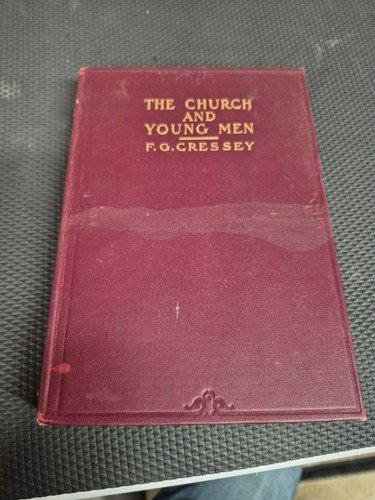 THE CHURCH
AND
YOUNG MEN
F.G.CRESSEY